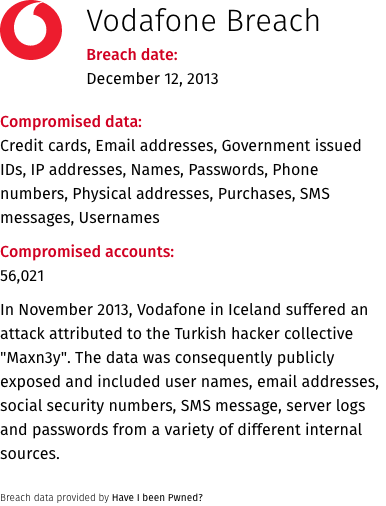 Vodafone Breach
Breach date:
December 12, 2013
Compromised data:
Credit cards, Email addresses, Government issued
IDs, IP addresses, Names, Passwords, Phone
numbers, Physical addresses, Purchases, SMS
messages, Usernames
Compromised accounts:
56,021
In November 2013, Vodafone in Iceland suffered an
attack attributed to the Turkish hacker collective
"Maxn3y". The data was consequently publicly
exposed and included user names, email addresses,
social security numbers, SMS message, server logs
and passwords from a variety of different internal
sources.
Breach data provided by Have I been Pwned?